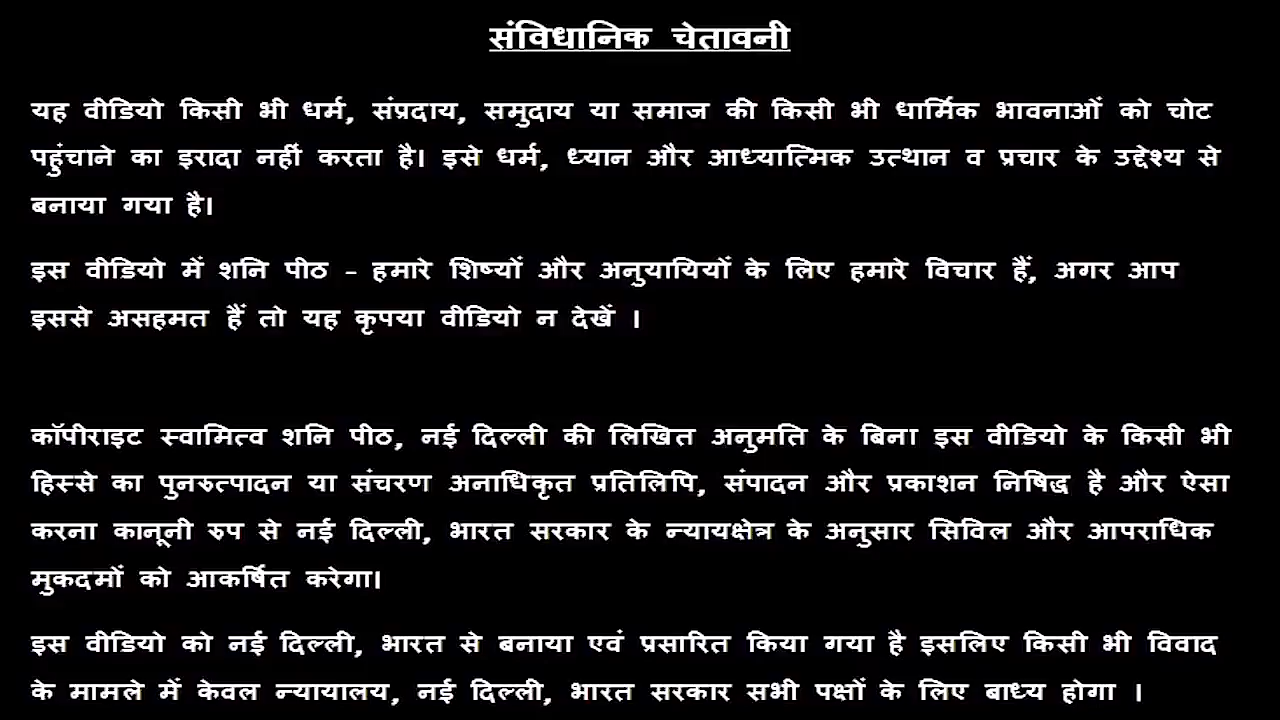 संविधानिक चेतावनी
यह वीडियो किसी भी धर्म, संप्रदाय, समुदाय या समाज की किसी भी धार्मिक भावनाओं को चोट
पहुंचाने का इरादा नहीं करता है। इसे धर्म, ध्यान और आध्यात्मिक उत्थान व प्रचार के उद्देश्य से
बनाया गया है।
इस वीडियो में शनि पीठ – हमारे शिष्यों और अनुयायियों के लिए हमारे विचार हैं, अगर आप
इससे असहमत हैं तो यह कृपया वीडियो न देखें ।
कॉपीराइट स्वामित्व शनि पीठ, नई दिल्ली की लिखित अनुमति के बिना इस वीडियो के किसी भी
हिस्से का पुनरुत्पादन या संचरण अनाधिकृत प्रतिलिपि, संपादन और प्रकाशन निषिद्ध है और ऐसा
करना कानूनी रुप से नई दिल्ली, भारत सरकार के न्यायक्षेत्र के अनुसार सिविल और आपराधिक
मुकदमों को आकर्षित करेगा।
इस वीडियो को नई दिल्ली, भारत से बनाया एवं प्रसारित किया गया है इसलिए किसी भी विवाद
के मामले में केवल न्यायालय, नई दिल्ली, भारत सरकार सभी पक्षों के लिए बाध्य होगा ।